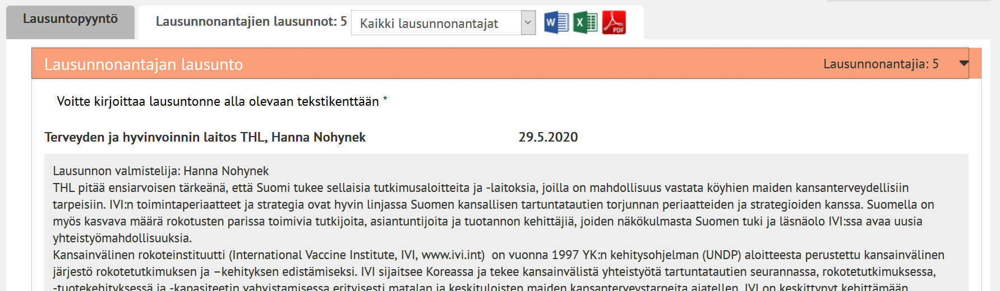 Lausuntopyyntö
Lausunnonantajien lausunnot: 5 Kaikki lausunnonantajat W X PDF
Lausunnonantajan lausunto Lausunnonantajia: 5
Voitte kirjoittaa lausuntonne alla olevaan tekstikenttään *
Terveyden ja hyvinvoinnin laitos THL, Hanna Nohynek 29.5.2020
Lausunnon valmistelija: Hanna Nohynek
THL pitää ensiarvoisen tärkeänä, että Suomi tukee sellaisia tutkimusaloitteita ja -laitoksia, joilla on mahdollisuus vastata köyhien maiden kansanterveydellisiin
tarpeisiin. IVI:n toimintaperiaatteet ja strategia ovat hyvin linjassa Suomen kansallisen tartuntatautien torjunnan periaatteiden ja strategioiden kanssa. Suomella on
myös kasvava määrä rokotusten parissa toimivia tutkijoita, asiantuntijoita ja tuotannon kehittäjiä, joiden näkökulmasta Suomen tuki ja läsnäolo IVI:ssa avaa uusia
yhteistyömahdollisuuksia.
Kansainvälinen rokoteinstituutti (International Vaccine Institute, IVI, www.ivi.int)  on vuonna 1997 YK:n kehitysohjelman (UNDP) aloitteesta perustettu kansainvälinen
järjestö rokotetutkimuksen ja –kehityksen edistämiseksi. IVI sijaitsee Koreassa ja tekee kansainvälistä yhteistyötä tartuntatautien seurannassa, rokotetutkimuksessa,
-tuotekehityksessä ja -kapasiteetin vahvistamisessa erityisesti matalan ja keskituloisten maiden kansanterveystarpeita ajatellen. IVI on keskittynyt kehittämään